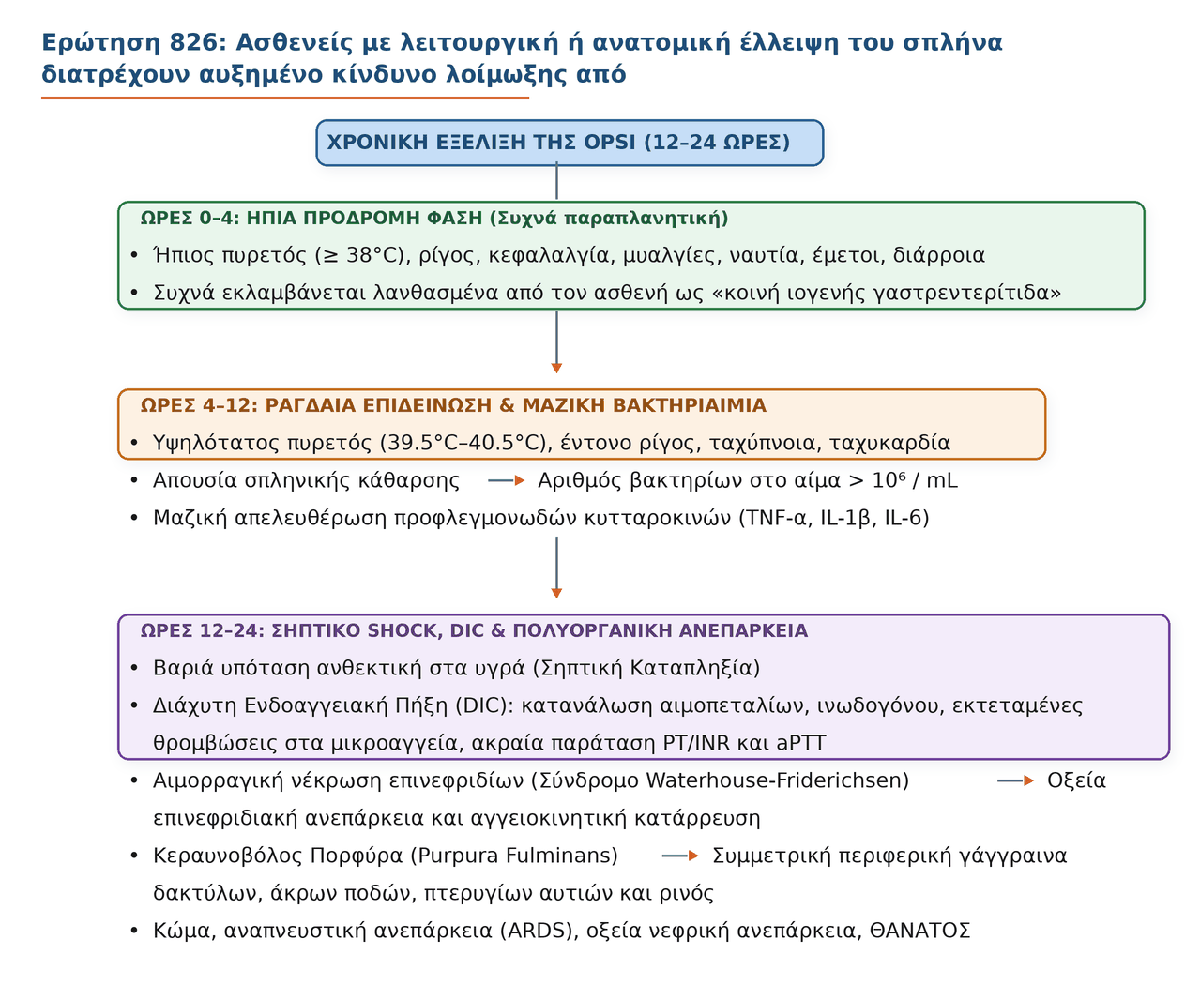 Ερώτηση 826: Ασθενείς με λειτουργική ή ανατομική έλλειψη του σπλήνα
διατρέχουν αυξημένο κίνδυνο λοίμωξης από
ΧΡΟΝΙΚΗ ΕΞΕΛΙΞΗ ΤΗΣ OPSI (12–24 ΩΡΕΣ)
ΩΡΕΣ 0–4: ΗΠΙΑ ΠΡΟΔΡΟΜΗ ΦΑΣΗ (Συχνά παραπλανητική)
• Ήπιος πυρετός (≥ 38°C), ρίγος, κεφαλαλγία, μυαλγίες, ναυτία, έμετοι, διάρροια
• Συχνά εκλαμβάνεται λανθασμένα από τον ασθενή ως «κοινή ιογενής γαστρεντερίτιδα»
ΩΡΕΣ 4–12: ΡΑΓΔΑΙΑ ΕΠΙΔΕΙΝΩΣΗ & ΜΑΖΙΚΗ ΒΑΚΤΗΡΙΑΙΜΙΑ
• Υψηλότατος πυρετός (39.5°C–40.5°C), έντονο ρίγος, ταχύπνοια, ταχυκαρδία
• Απουσία σπληνικής κάθαρσης → Αριθμός βακτηρίων στο αίμα > 10⁶ / mL
• Μαζική απελευθέρωση προφλεγμονωδών κυτταροκινών (TNF-α, IL-1β, IL-6)
ΩΡΕΣ 12–24: ΣΗΠΤΙΚΟ SHOCK, DIC & ΠΟΛΥΟΡΓΑΝΙΚΗ ΑΝΕΠΑΡΚΕΙΑ
• Βαριά υπόταση ανθεκτική στα υγρά (Σηπτική Καταπληξία)
• Διάχυτη Ενδοαγγειακή Πήξη (DIC): κατανάλωση αιμοπεταλίων, ινωδογόνου, εκτεταμένες
θρομβώσεις στα μικροαγγεία, ακραία παράταση PT/INR και aPTT
• Αιμορραγική νέκρωση επινεφριδίων (Σύνδρομο Waterhouse-Friderichsen) → Οξεία
επινεφριδιακή ανεπάρκεια και αγγειοκινητική κατάρρευση
• Κεραυνοβόλος Πορφύρα (Purpura Fulminans) → Συμμετρική περιφερική γάγγραινα
δακτύλων, άκρων ποδών, πτερυγίων αυτιών και ρινός
• Κώμα, αναπνευστική ανεπάρκεια (ARDS), οξεία νεφρική ανεπάρκεια, ΘΑΝΑΤΟΣ